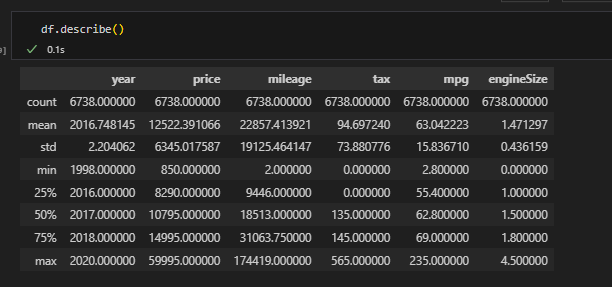 df.describe()
0.1s
year price mileage tax mpg engineSize
count 6738.000000 6738.000000 6738.000000 6738.000000 6738.000000 6738.000000
mean 2016.748145 12522.391066 22857.413921 94.697240 63.042223 1.471297
std 2.204062 6345.017587 19125.464147 73.880776 15.836710 0.436159
min 1998.000000 850.000000 2.000000 0.000000 2.800000 0.000000
25% 2016.000000 8290.000000 9446.000000 0.000000 55.400000 1.000000
50% 2017.000000 10795.000000 18513.000000 135.000000 62.800000 1.500000
75% 2018.000000 14995.000000 31063.750000 145.000000 69.000000 1.800000
max 2020.000000 59995.000000 174419.000000 565.000000 235.000000 4.500000